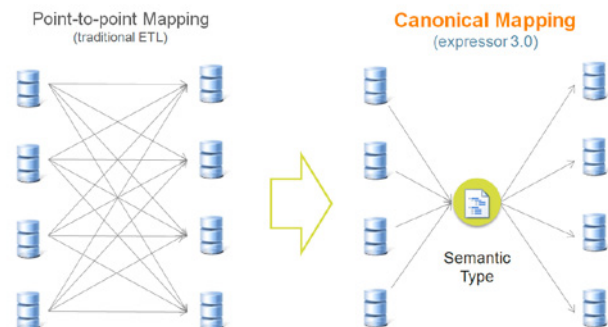 Point-to-point Mapping
(traditional ETL)
Canonical Mapping
(expressor 3.0)
Semantic
Type